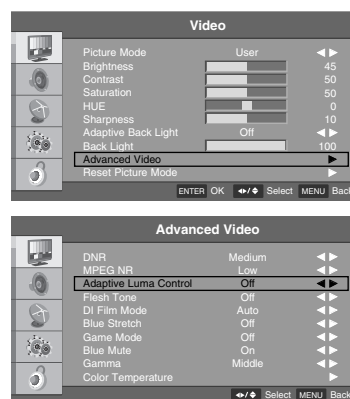 Video
Picture Mode User
Brightness 45
Contrast 50
Saturation 50
HUE 0
Sharpness 10
Adaptive Back Light Off
Back Light 100
Advanced Video
Reset Picture Mode
ENTER OK Select MENU Back
Advanced Video
DNR Medium
MPEG NR Low
Adaptive Luma Control Off
Flesh Tone Off
DI Film Mode Auto
Blue Stretch Off
Game Mode Off
Blue Mute On
Gamma Middle
Color Temperature
Select MENU Back